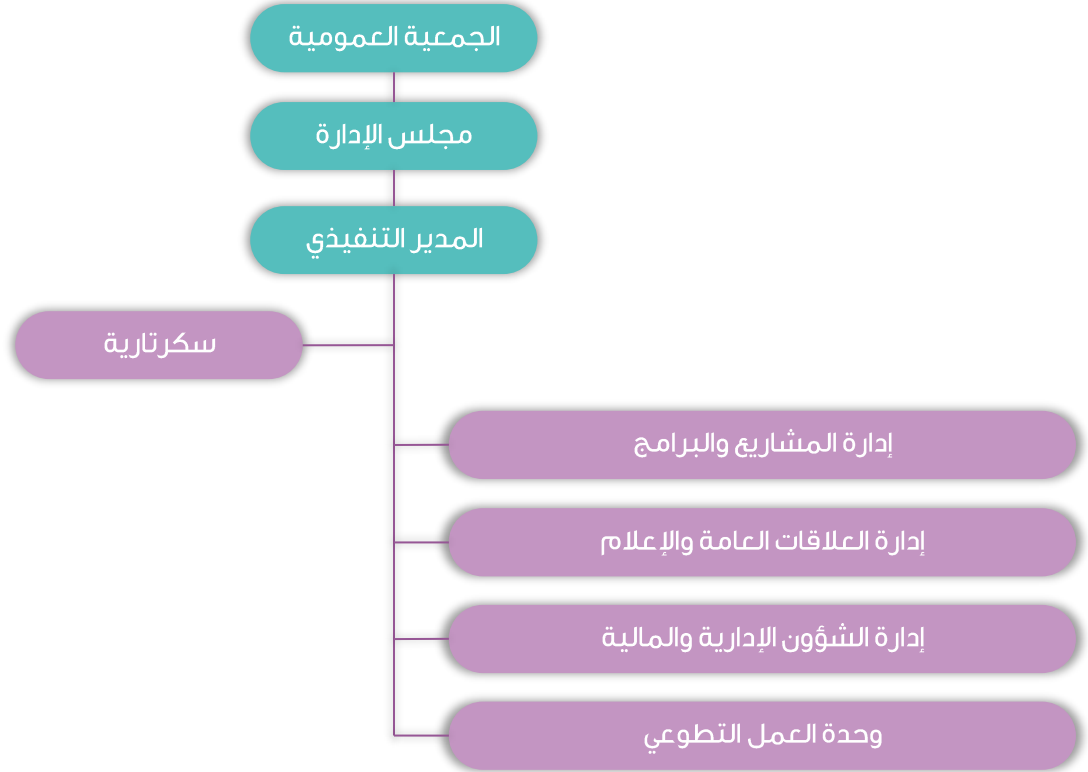 الجمعية العمومية
مجلس الإدارة
المدير التنفيذي
سكرتارية
إدارة المشاريع والبرامج
إدارة العلاقات العامة والإعلام
إدارة الشؤون الإدارية والمالية
وحدة العمل التطوعي